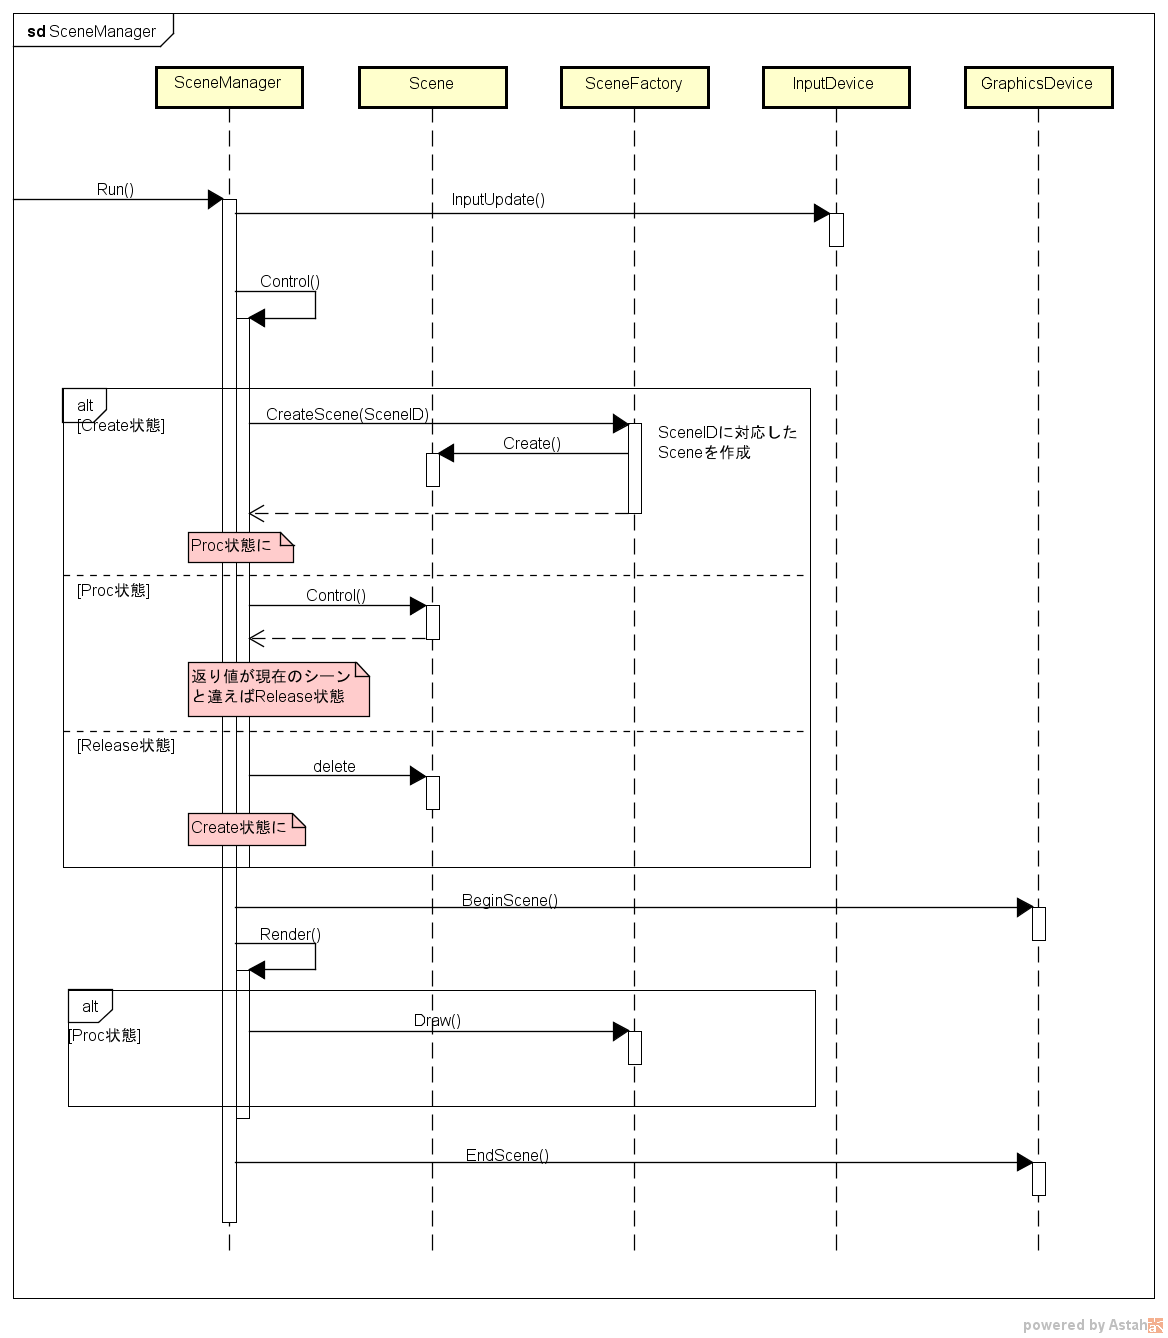 sd SceneManager
SceneManager
Scene
SceneFactory
InputDevice
GraphicsDevice
Run()
InputUpdate()
Control()
alt
[Create状態]
CreateScene(SceneID)
SceneIDに対応した
Sceneを作成
Create()
Proc状態に
[Proc状態]
Control()
返り値が現在のシーン
と違えばRelease状態
[Release状態]
delete
Create状態に
BeginScene()
Render()
alt
[Proc状態]
Draw()
EndScene()
powered by Astah